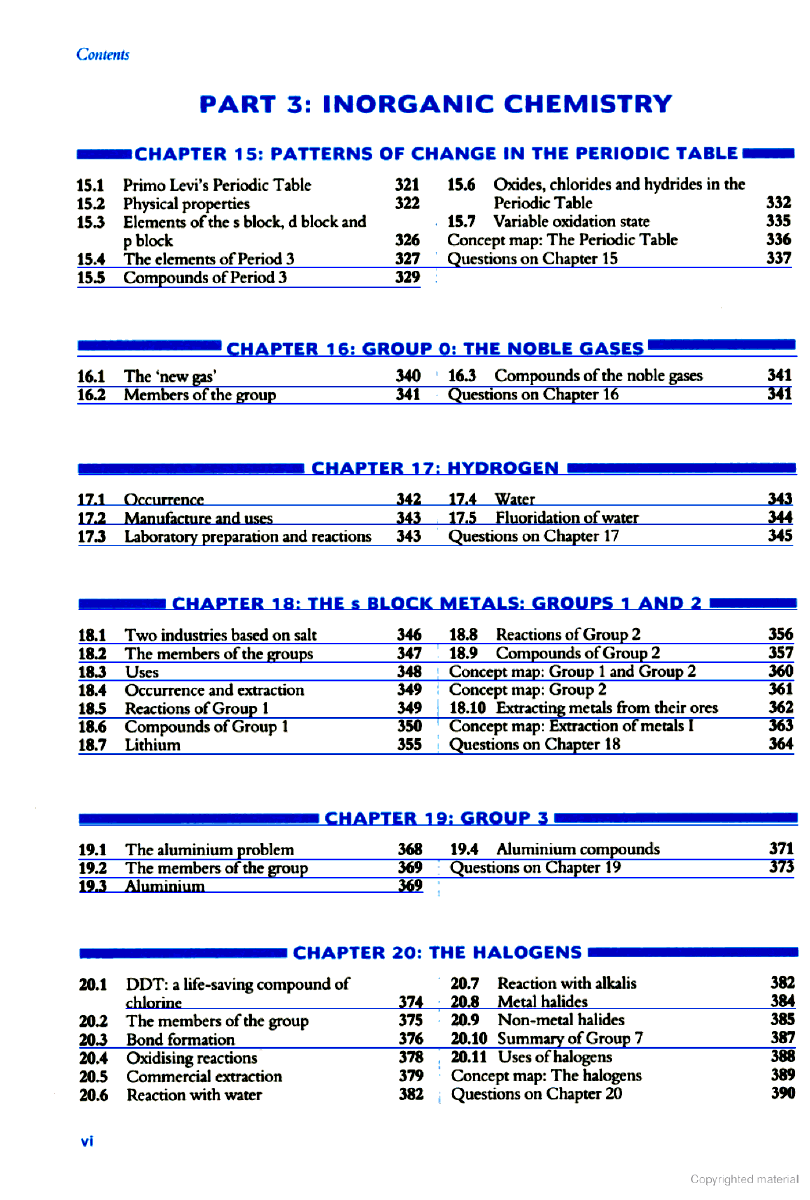 Contents
PART 3: INORGANIC CHEMISTRY
CHAPTER 15: PATTERNS OF CHANGE IN THE PERIODIC TABLE
15.1 Primo Levi's Periodic Table 321
15.2 Physical properties 322
15.3 Elements of the s block, d block and
p block 326
15.4 The elements of Period 3 327
15.5 Compounds of Period 3 329
15.6 Oxides, chlorides and hydrides in the
Periodic Table 332
15.7 Variable oxidation state 335
Concept map: The Periodic Table 336
Questions on Chapter 15 337
CHAPTER 16: GROUP 0: THE NOBLE GASES
16.1 The 'new gas' 340
16.2 Members of the group 341
16.3 Compounds of the noble gases 341
Questions on Chapter 16 341
CHAPTER 17: HYDROGEN
17.1 Occurrence 342
17.2 Manufacture and uses 343
17.3 Laboratory preparation and reactions 343
17.4 Water 343
17.5 Fluoridation of water 344
Questions on Chapter 17 345
CHAPTER 18: THE s BLOCK METALS: GROUPS 1 AND 2
18.1 Two industries based on salt 346
18.2 The members of the groups 347
18.3 Uses 348
18.4 Occurrence and extraction 349
18.5 Reactions of Group 1 349
18.6 Compounds of Group 1 350
18.7 Lithium 355
18.8 Reactions of Group 2 356
18.9 Compounds of Group 2 357
Concept map: Group 1 and Group 2 360
Concept map: Group 2 361
18.10 Extracting metals from their ores 362
Concept map: Extraction of metals I 363
Questions on Chapter 18 364
CHAPTER 19: GROUP 3
19.1 The aluminium problem 368
19.2 The members of the group 369
19.3 Aluminium 369
19.4 Aluminium compounds 371
Questions on Chapter 19 373
CHAPTER 20: THE HALOGENS
20.1 DDT: a life-saving compound of
chlorine 374
20.2 The members of the group 375
20.3 Bond formation 376
20.4 Oxidising reactions 378
20.5 Commercial extraction 379
20.6 Reaction with water 382
20.7 Reaction with alkalis 382
20.8 Metal halides 384
20.9 Non-metal halides 385
20.10 Summary of Group 7 387
20.11 Uses of halogens 388
Concept map: The halogens 389
Questions on Chapter 20 390
vi
Copyrighted material